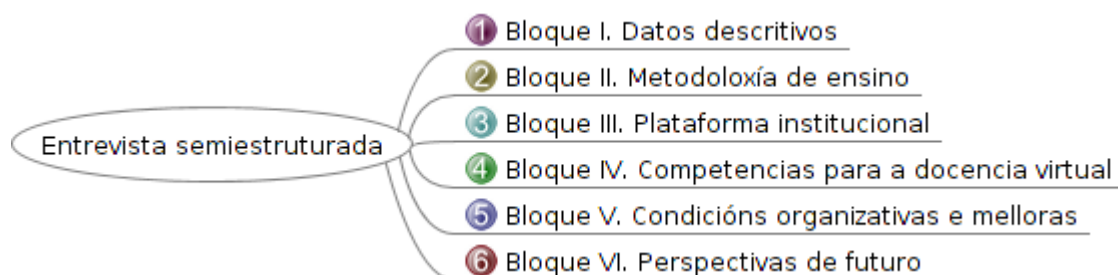 1 Bloque I. Datos descritivos
2 Bloque II. Metodoloxía de ensino
3 Bloque III. Plataforma institucional
Entrevista semiestruturada
4 Bloque IV. Competencias para a docencia virtual
5 Bloque V. Condicións organizativas e melloras
6 Bloque VI. Perspectivas de futuro